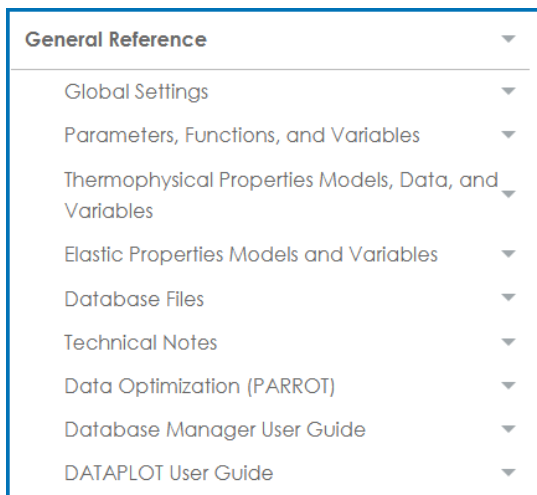 General Reference
Global Settings
Parameters, Functions, and Variables
Thermophysical Properties Models, Data, and
Variables
Elastic Properties Models and Variables
Database Files
Technical Notes
Data Optimization (PARROT)
Database Manager User Guide
DATAPLOT User Guide